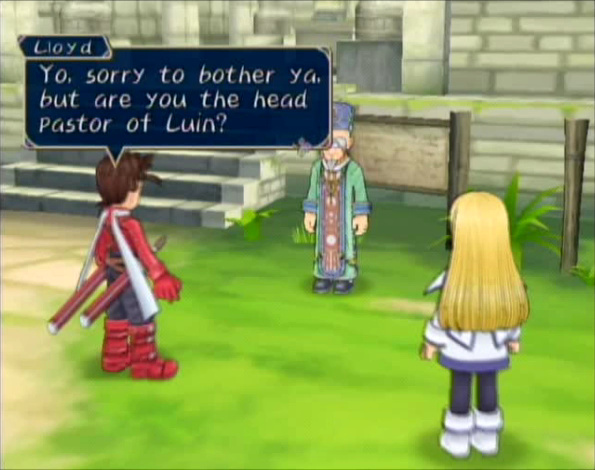 Lloyd
Yo, sorry to bother ya,
but are you the head
pastor of Luin?